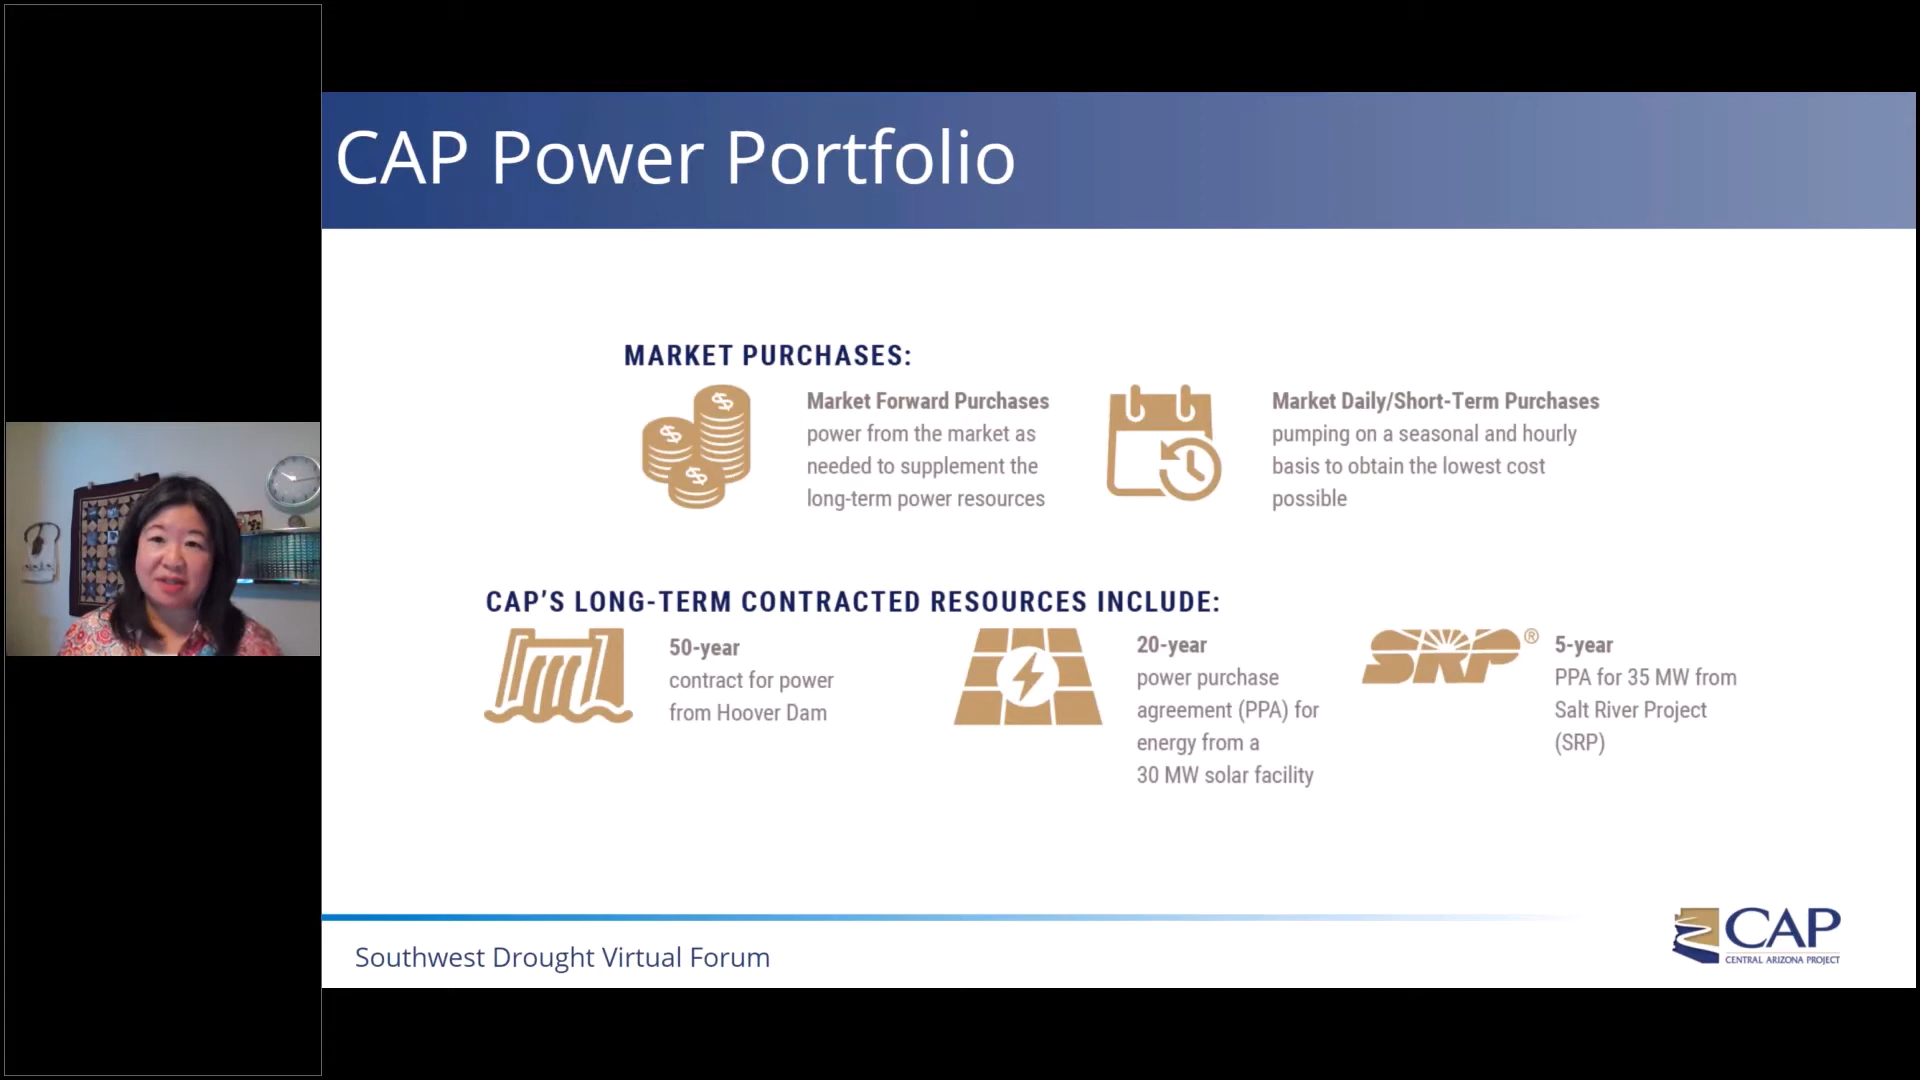 CAP Power Portfolio
MARKET PURCHASES:
Market Forward Purchases
power from the market as
needed to supplement the
long-term power resources
Market Daily/Short-Term Purchases
pumping on a seasonal and hourly
basis to obtain the lowest cost
possible
CAP'S LONG-TERM CONTRACTED RESOURCES INCLUDE:
50-year
contract for power
from Hoover Dam
20-year
power purchase
agreement (PPA) for
energy from a
30 MW solar facility
SRP®
5-year
PPA for 35 MW from
Salt River Project
(SRP)
Southwest Drought Virtual Forum
CAP
CENTRAL ARIZONA PROJECT